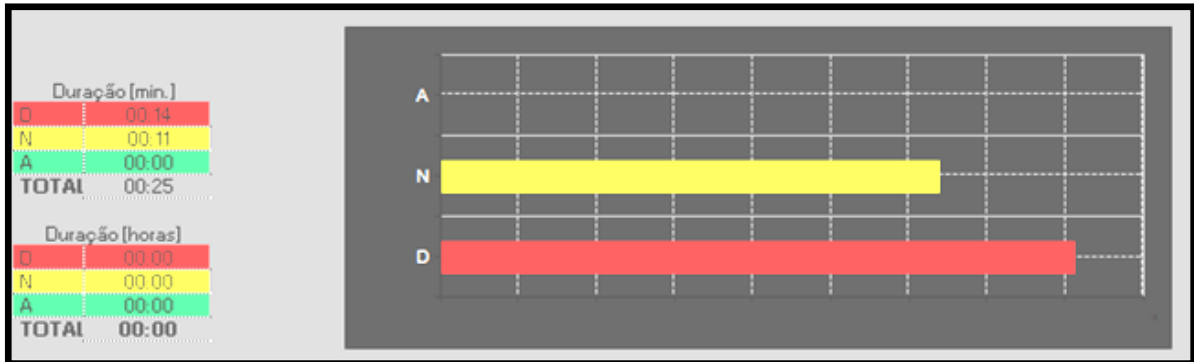 Duração [min.]
D 00:14
N 00:11
A 00:00
TOTAL 00:25
Duração [horas]
D 00:00
N 00:00
A 00:00
TOTAL 00:00
A
N
D